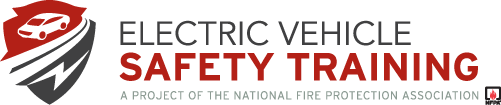 ELECTRIC VEHICLE
SAFETY TRAINING
A PROJECT OF THE NATIONAL FIRE PROTECTION ASSOCIATION